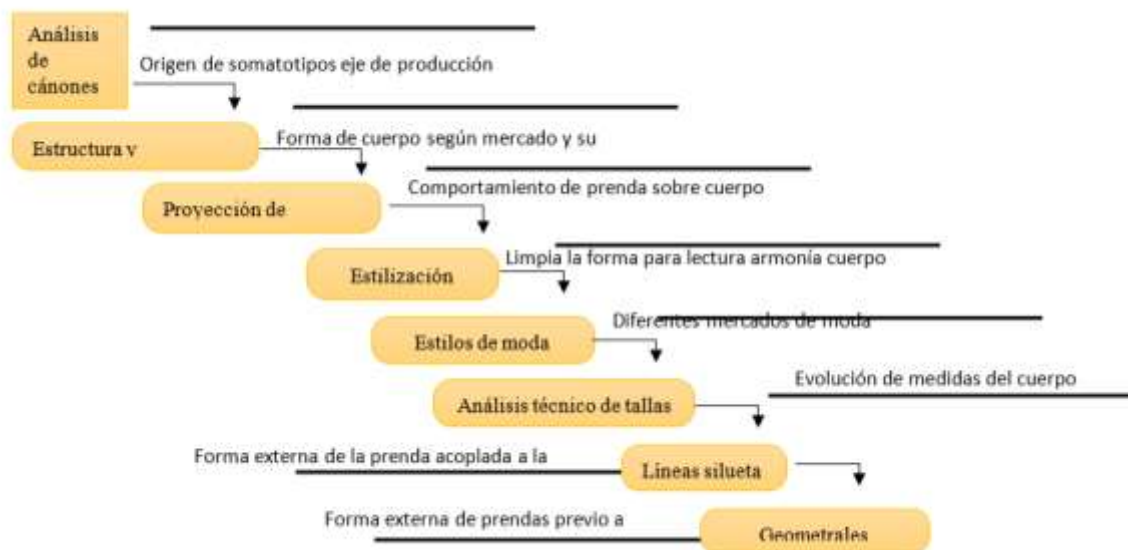 Análisis
de
cánones
Origen de somatotipos eje de producción
Estructura y
Forma de cuerpo según mercado y su
Proyección de
Comportamiento de prenda sobre cuerpo
Estilización
Limpia la forma para lectura armonía cuerpo
Estilos de moda
Diferentes mercados de moda
Análisis técnico de tallas
Evolución de medidas del cuerpo
Forma externa de la prenda acoplada a la
Líneas silueta
Forma externa de prendas previo a
Geometrales